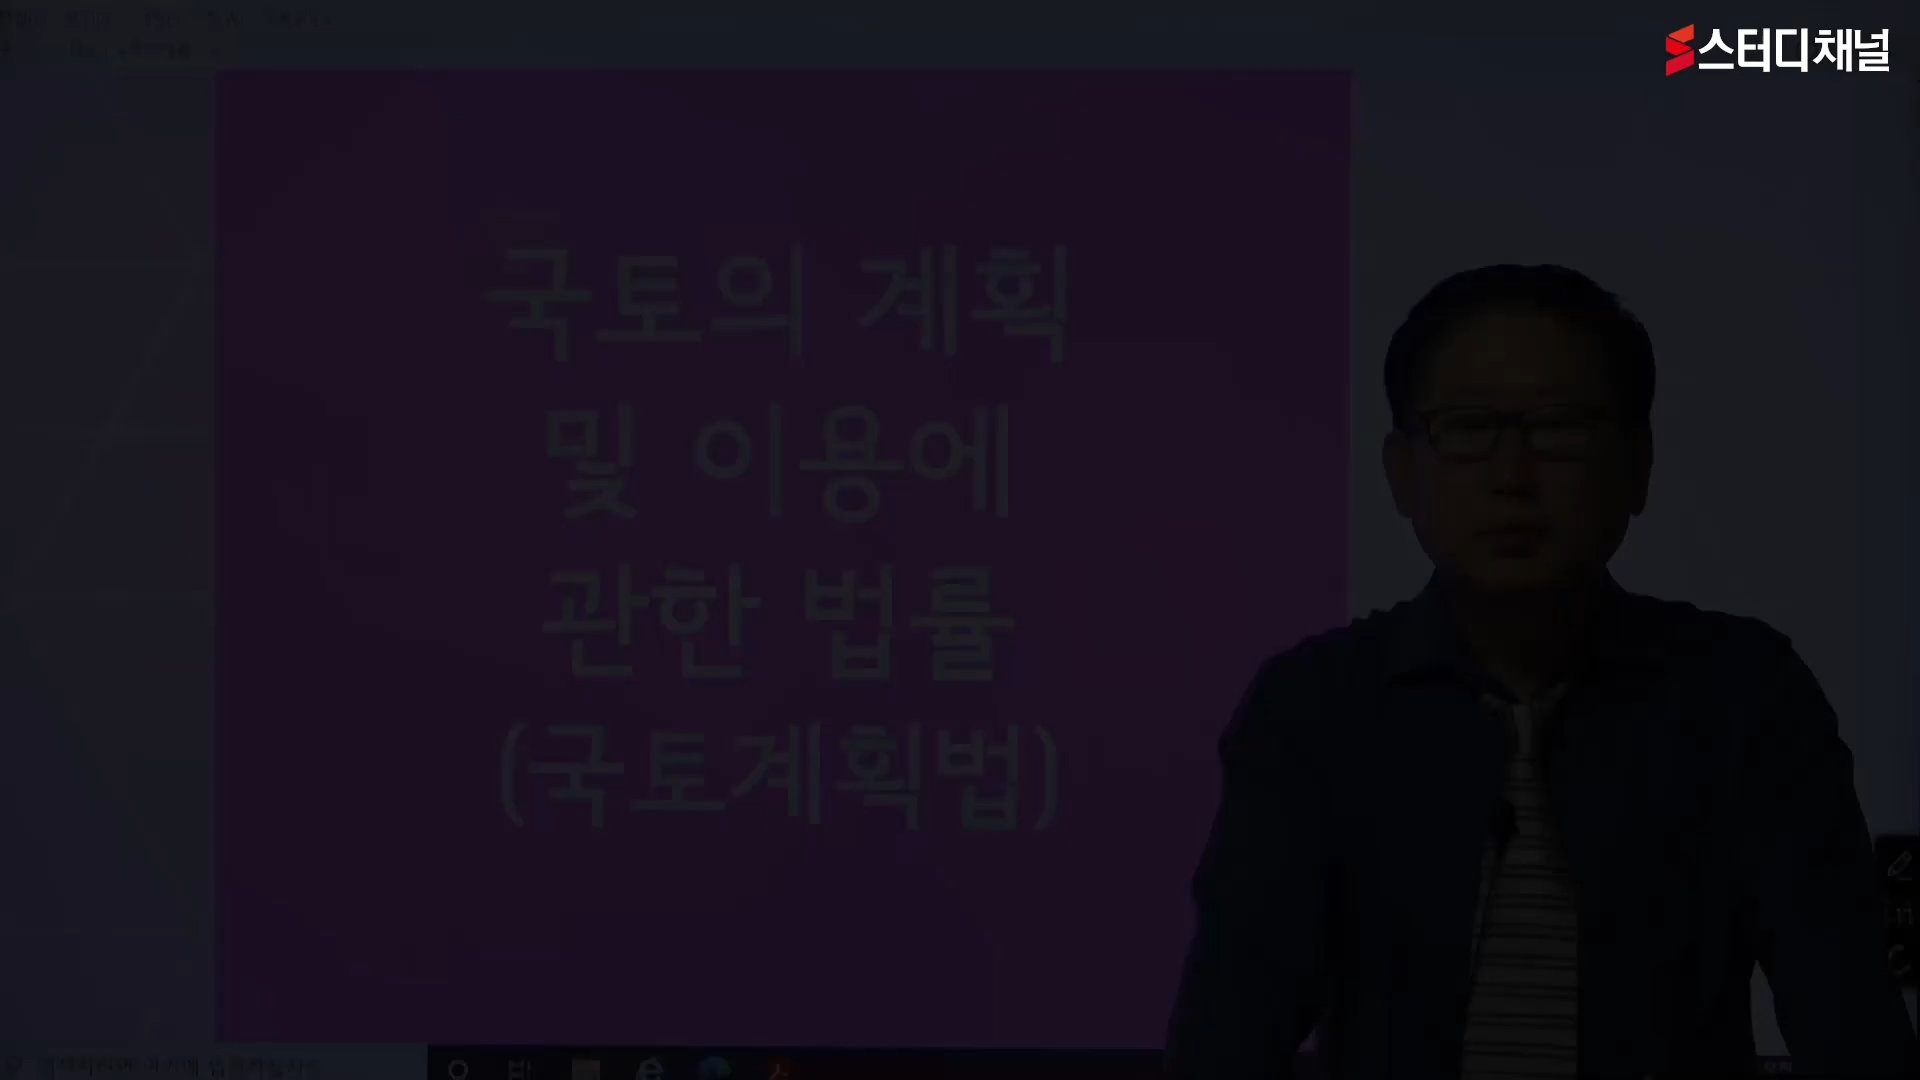 스터디채널
국토의 계획
및 이용에
관한 법률
(국토계획법)